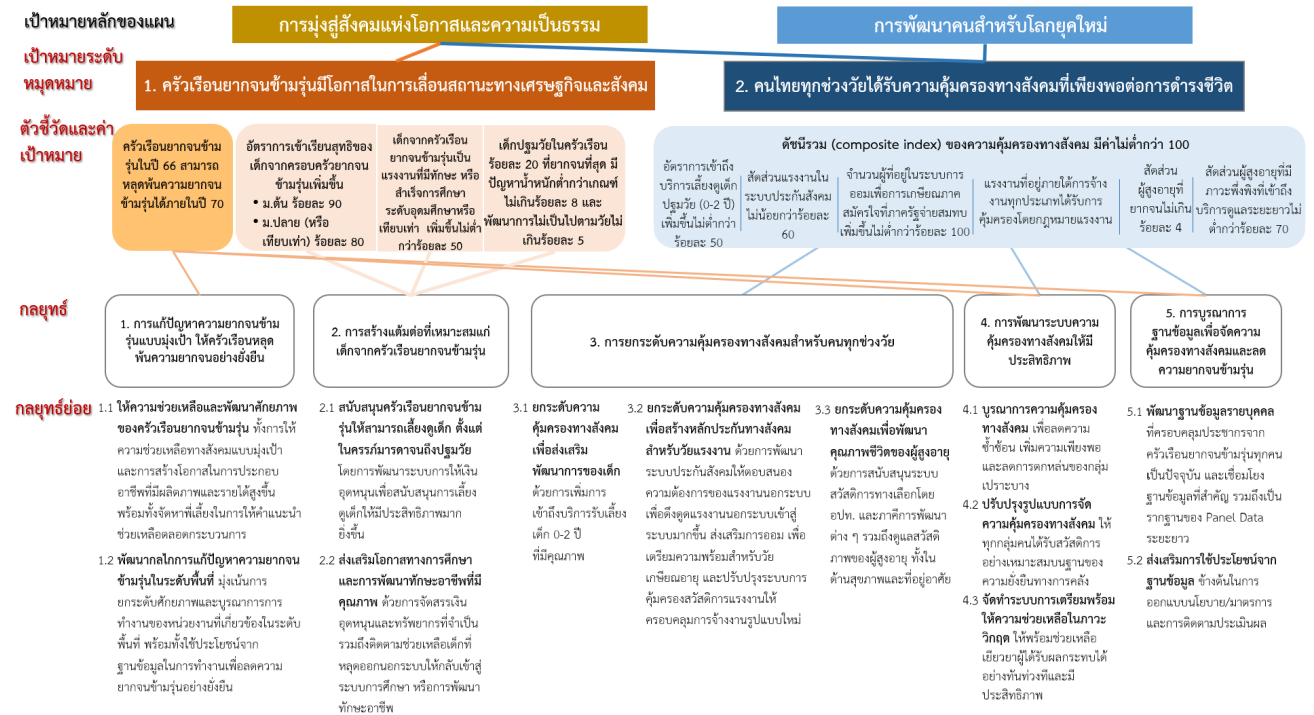 เป้าหมายหลักของแผน
การมุ่งสู่สังคมแห่งโอกาสและความเป็นธรรม
การพัฒนาคนสำหรับโลกยุคใหม่
เป้าหมายระดับ
หมุดหมาย
1. ครัวเรือนยากจนข้ามรุ่นมีโอกาสในการเลื่อนสถานะทางเศรษฐกิจและสังคม
2. คนไทยทุกช่วงวัยได้รับความคุ้มครองทางสังคมที่เพียงพอต่อการดำรงชีวิต
ตัวชี้วัดและค่า
เป้าหมาย
ครัวเรือนยากจนข้าม
รุ่นในปี 66 สามารถ
หลุดพ้นความยากจน
ข้ามรุ่นได้ภายในปี 70
อัตราการเข้าเรียนสุทธิของ
เด็กจากครอบครัวยากจน
ข้ามรุ่นเพิ่มขึ้น
• ม.ต้น ร้อยละ 90
• ม.ปลาย (หรือ
เทียบเท่า) ร้อยละ 80
เด็กจากครัวเรือน
ยากจนข้ามรุ่นเป็น
แรงงานที่มีทักษะ หรือ
สำเร็จการศึกษา
ระดับอุดมศึกษาหรือ
เทียบเท่า เพิ่มขึ้นไม่ต่ำ
กว่าร้อยละ 50
เด็กปฐมวัยในครัวเรือน
ร้อยละ 20 ที่ยากจนที่สุด มี
ปัญหาน้ำหนักต่ำกว่าเกณฑ์
ไม่เกินร้อยละ 8 และ
พัฒนาการไม่เป็นไปตามวัยไม่
เกินร้อยละ 5
ดัชนีรวม (composite index) ของความคุ้มครองทางสังคม มีค่าไม่ต่ำกว่า 100
อัตราการเข้าถึง
บริการเลี้ยงดูเด็ก
ปฐมวัย (0-2 ปี)
เพิ่มขึ้นไม่ต่ำกว่า
ร้อยละ 50
สัดส่วนแรงงานใน
ระบบประกันสังคม
ไม่น้อยกว่าร้อยละ
60
จำนวนผู้ที่อยู่ในระบบการ
ออมเพื่อการเกษียณภาค
สมัครใจที่ภาครัฐจ่ายสมทบ
เพิ่มขึ้นไม่ต่ำกว่าร้อยละ 100
แรงงานที่อยู่ภายใต้การจ้าง
งานทุกประเภทได้รับการ
คุ้มครองโดยกฎหมายแรงงาน
สัดส่วน
ผู้สูงอายุที่
ยากจนไม่เกิน
ร้อยละ 4
สัดส่วนผู้สูงอายุที่มี
ภาวะพึ่งพิงที่เข้าถึง
บริการดูแลระยะยาวไม่
ต่ำกว่าร้อยละ 70
กลยุทธ์
1. การแก้ปัญหาความยากจนข้าม
รุ่นแบบมุ่งเป้า ให้ครัวเรือนหลุด
พ้นความยากจนอย่างยั่งยืน
2. การสร้างแต้มต่อที่เหมาะสมแก่
เด็กจากครัวเรือนยากจนข้ามรุ่น
3. การยกระดับความคุ้มครองทางสังคมสำหรับคนทุกช่วงวัย
4. การพัฒนาระบบความ
คุ้มครองทางสังคมให้มี
ประสิทธิภาพ
5. การบูรณาการ
ฐานข้อมูลเพื่อจัดความ
คุ้มครองทางสังคมและลด
ความยากจนข้ามรุ่น
กลยุทธ์ย่อย
1.1 ให้ความช่วยเหลือและพัฒนาศักยภาพ
ของครัวเรือนยากจนข้ามรุ่น ทั้งการให้
ความช่วยเหลือทางสังคมแบบมุ่งเป้า
และการสร้างโอกาสในการประกอบ
อาชีพที่มีผลิตภาพและรายได้สูงขึ้น
พร้อมทั้งจัดหาพี่เลี้ยงในการให้คำแนะนำ
ช่วยเหลือตลอดกระบวนการ
1.2 พัฒนากลไกการแก้ปัญหาความยากจน
ข้ามรุ่นในระดับพื้นที่ มุ่งเน้นการ
ยกระดับศักยภาพและบูรณาการการ
ทำงานของหน่วยงานที่เกี่ยวข้องในระดับ
พื้นที่ พร้อมทั้งใช้ประโยชน์จาก
ฐานข้อมูลในการทำงานเพื่อลดความ
ยากจนข้ามรุ่นอย่างยั่งยืน
2.1 สนับสนุนครัวเรือนยากจนข้าม
รุ่นให้สามารถเลี้ยงดูเด็ก ตั้งแต่
ในครรภ์มารดาจนถึงปฐมวัย
โดยการพัฒนาระบบการให้เงิน
อุดหนุนเพื่อสนับสนุนการเลี้ยง
ดูเด็กให้มีประสิทธิภาพมาก
ยิ่งขึ้น
2.2 ส่งเสริมโอกาสทางการศึกษา
และการพัฒนาทักษะอาชีพที่มี
คุณภาพ ด้วยการจัดสรรเงิน
อุดหนุนและทรัพยากรที่จำเป็น
รวมถึงติดตามช่วยเหลือเด็กที่
หลุดออกนอกระบบให้กลับเข้าสู่
ระบบการศึกษา หรือการพัฒนา
ทักษะอาชีพ
3.1 ยกระดับความ
คุ้มครองทางสังคม
เพื่อส่งเสริม
พัฒนาการของเด็ก
ด้วยการเพิ่มการ
เข้าถึงบริการรับเลี้ยง
เด็ก 0-2 ปี
ที่มีคุณภาพ
3.2 ยกระดับความคุ้มครองทางสังคม
เพื่อสร้างหลักประกันทางสังคม
สำหรับวัยแรงงาน ด้วยการพัฒนา
ระบบประกันสังคมให้ตอบสนอง
ความต้องการของแรงงานนอกระบบ
เพื่อดึงดูดแรงงานนอกระบบเข้าสู่
ระบบมากขึ้น ส่งเสริมการออม เพื่อ
เตรียมความพร้อมสำหรับวัย
เกษียณอายุ และปรับปรุงระบบการ
คุ้มครองสวัสดิการแรงงานให้
ครอบคลุมการจ้างงานรูปแบบใหม่
3.3 ยกระดับความคุ้มครอง
ทางสังคมเพื่อพัฒนา
คุณภาพชีวิตของผู้สูงอายุ
ด้วยการสนับสนุนระบบ
สวัสดิการทางเลือกโดย
อปท. และภาคีการพัฒนา
ต่าง ๆ รวมถึงดูแลสวัสดิ
ภาพของผู้สูงอายุ ทั้งใน
ด้านสุขภาพและที่อยู่อาศัย
4.1 บูรณาการความคุ้มครอง
ทางสังคม เพื่อลดความ
ซ้ำซ้อน เพิ่มความเพียงพอ
และลดการตกหล่นของกลุ่ม
เปราะบาง
4.2 ปรับปรุงรูปแบบการจัด
ความคุ้มครองทางสังคม ให้
ทุกกลุ่มคนได้รับสวัสดิการ
อย่างเหมาะสมบนฐานของ
ความยั่งยืนทางการคลัง
4.3 จัดทำระบบการเตรียมพร้อม
ให้ความช่วยเหลือในภาวะ
วิกฤต ให้พร้อมช่วยเหลือ
เยียวยาผู้ได้รับผลกระทบได้
อย่างทันท่วงทีและมี
ประสิทธิภาพ
5.1 พัฒนาฐานข้อมูลรายบุคคล
ที่ครอบคลุมประชากรจาก
ครัวเรือนยากจนข้ามรุ่นทุกคน
เป็นปัจจุบัน และเชื่อมโยง
ฐานข้อมูลที่สำคัญ รวมถึงเป็น
รากฐานของ Panel Data
ระยะยาว
5.2 ส่งเสริมการใช้ประโยชน์จาก
ฐานข้อมูล ข้างต้นในการ
ออกแบบนโยบาย/มาตรการ
และการติดตามประเมินผล